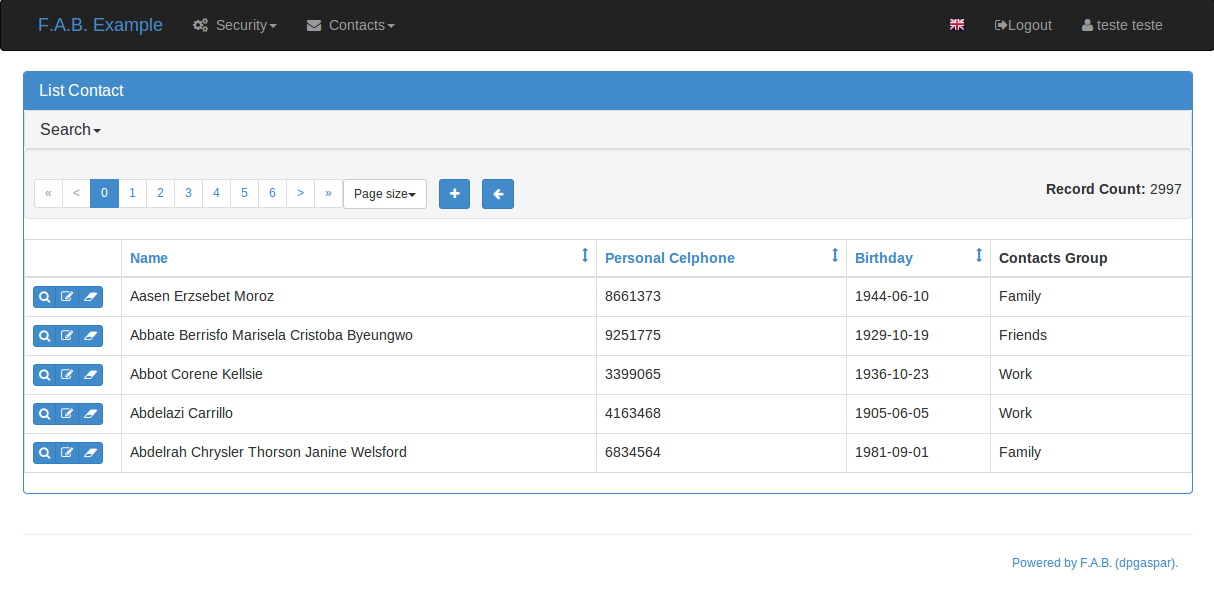 F.A.B. Example Security Contacts Logout teste teste
List Contact
Search
« < 0 1 2 3 4 5 6 > » Page size Record Count: 2997
Name Personal Celphone Birthday Contacts Group
Aasen Erzsebet Moroz 8661373 1944-06-10 Family
Abbate Berrisfo Marisela Cristoba Byeungwo 9251775 1929-10-19 Friends
Abbot Corene Kellsie 3399065 1936-10-23 Work
Abdelazi Carrillo 4163468 1905-06-05 Work
Abdelrah Chrysler Thorson Janine Welsford 6834564 1981-09-01 Family
Powered by F.A.B. (dpgaspar).